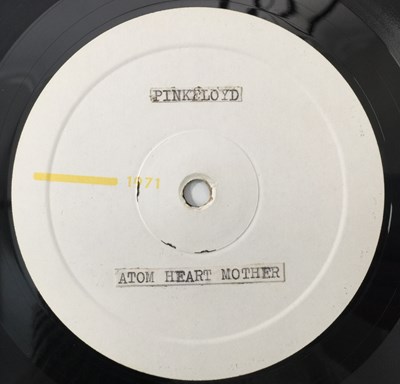 PINKFLOYD
1971
ATOM HEART MOTHER